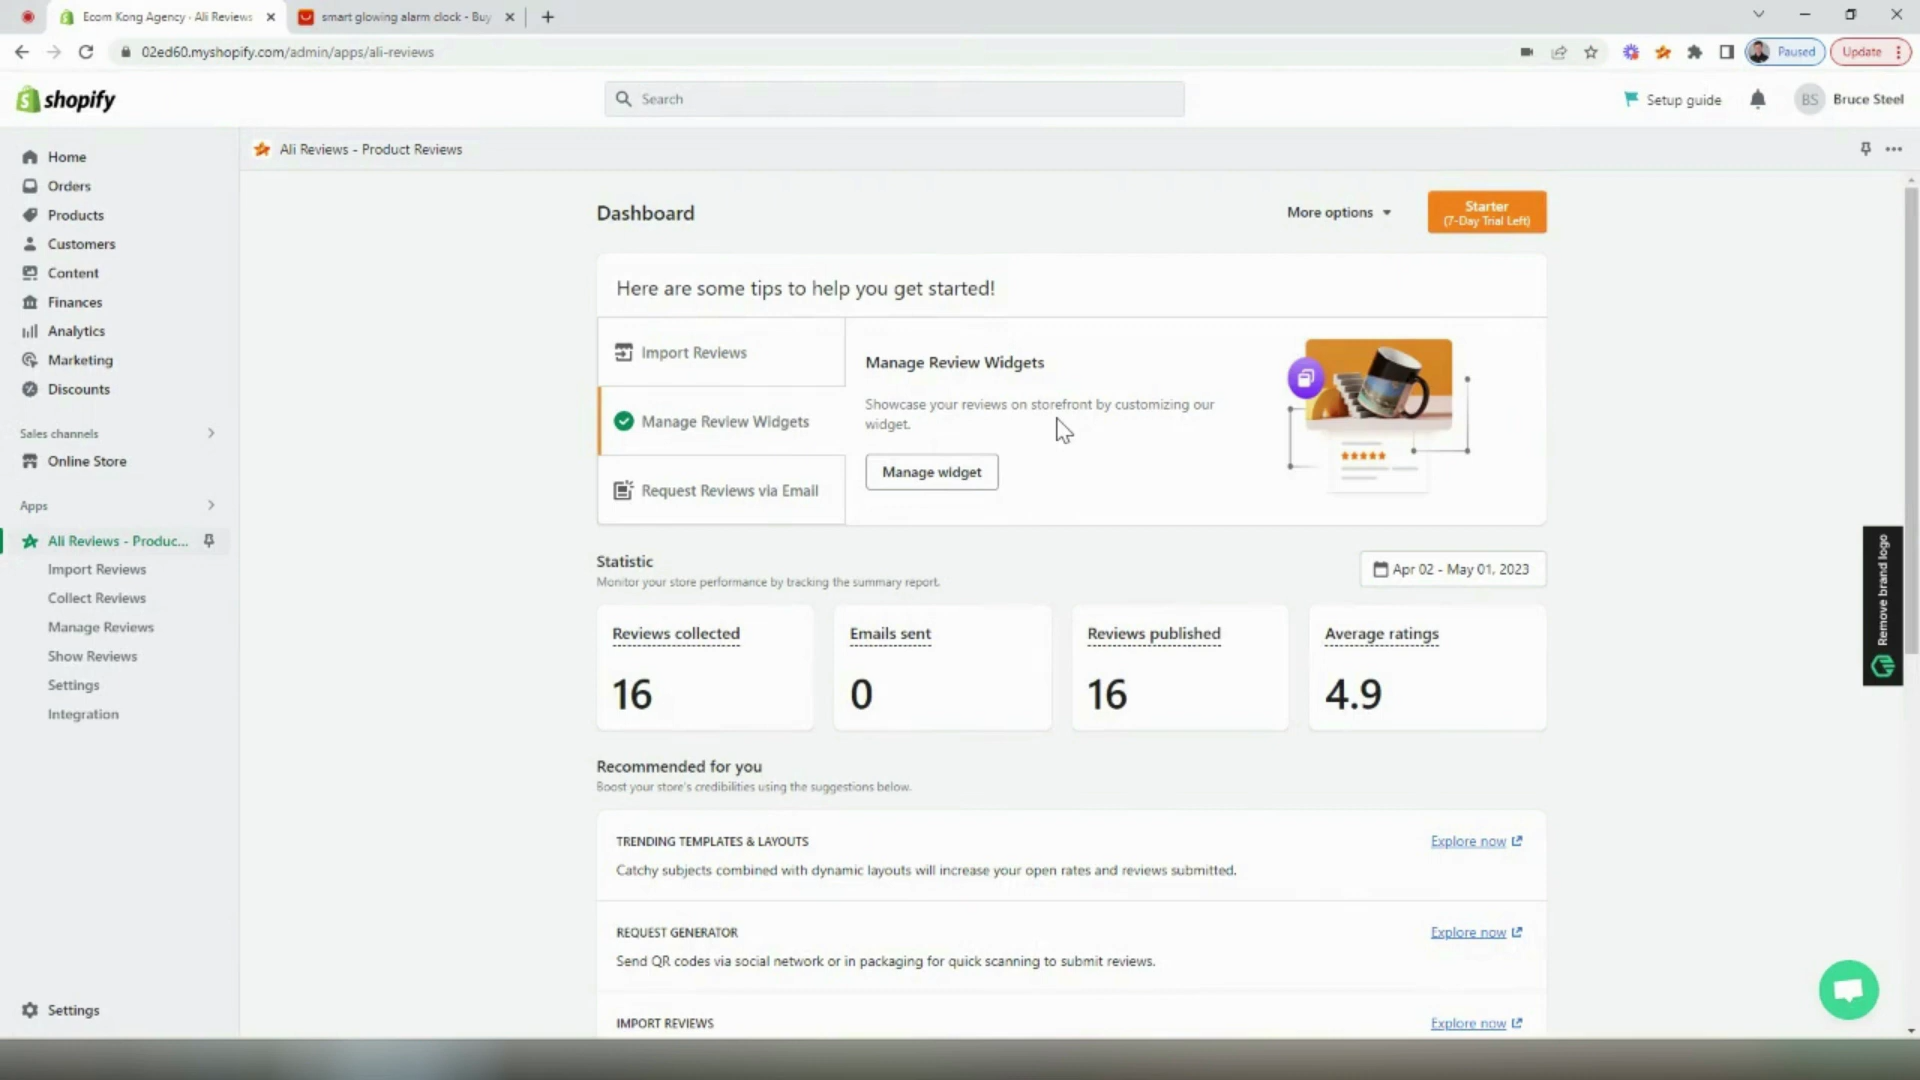 Ecom Kong Agency · Ali Reviews
smart glowing alarm clock - Buy
02ed60.myshopify.com/admin/apps/ali-reviews
Paused
Update
shopify
Search
Setup guide
BS
Bruce Steel
Home
Orders
Products
Customers
Content
Finances
Analytics
Marketing
Discounts
Sales channels
Online Store
Apps
Ali Reviews - Produc...
Import Reviews
Collect Reviews
Manage Reviews
Show Reviews
Settings
Integration
Settings
Ali Reviews - Product Reviews
Dashboard
More options
Starter
(7-Day Trial Left)
Here are some tips to help you get started!
Import Reviews
Manage Review Widgets
Request Reviews via Email
Manage Review Widgets
Showcase your reviews on storefront by customizing our
widget.
Manage widget
Statistic
Monitor your store performance by tracking the summary report.
Apr 02 - May 01, 2023
Reviews collected
16
Emails sent
0
Reviews published
16
Average ratings
4.9
Remove brand logo
Recommended for you
Boost your store's credibilities using the suggestions below.
TRENDING TEMPLATES & LAYOUTS
Explore now
Catchy subjects combined with dynamic layouts will increase your open rates and reviews submitted.
REQUEST GENERATOR
Explore now
Send QR codes via social network or in packaging for quick scanning to submit reviews.
IMPORT REVIEWS
Explore now